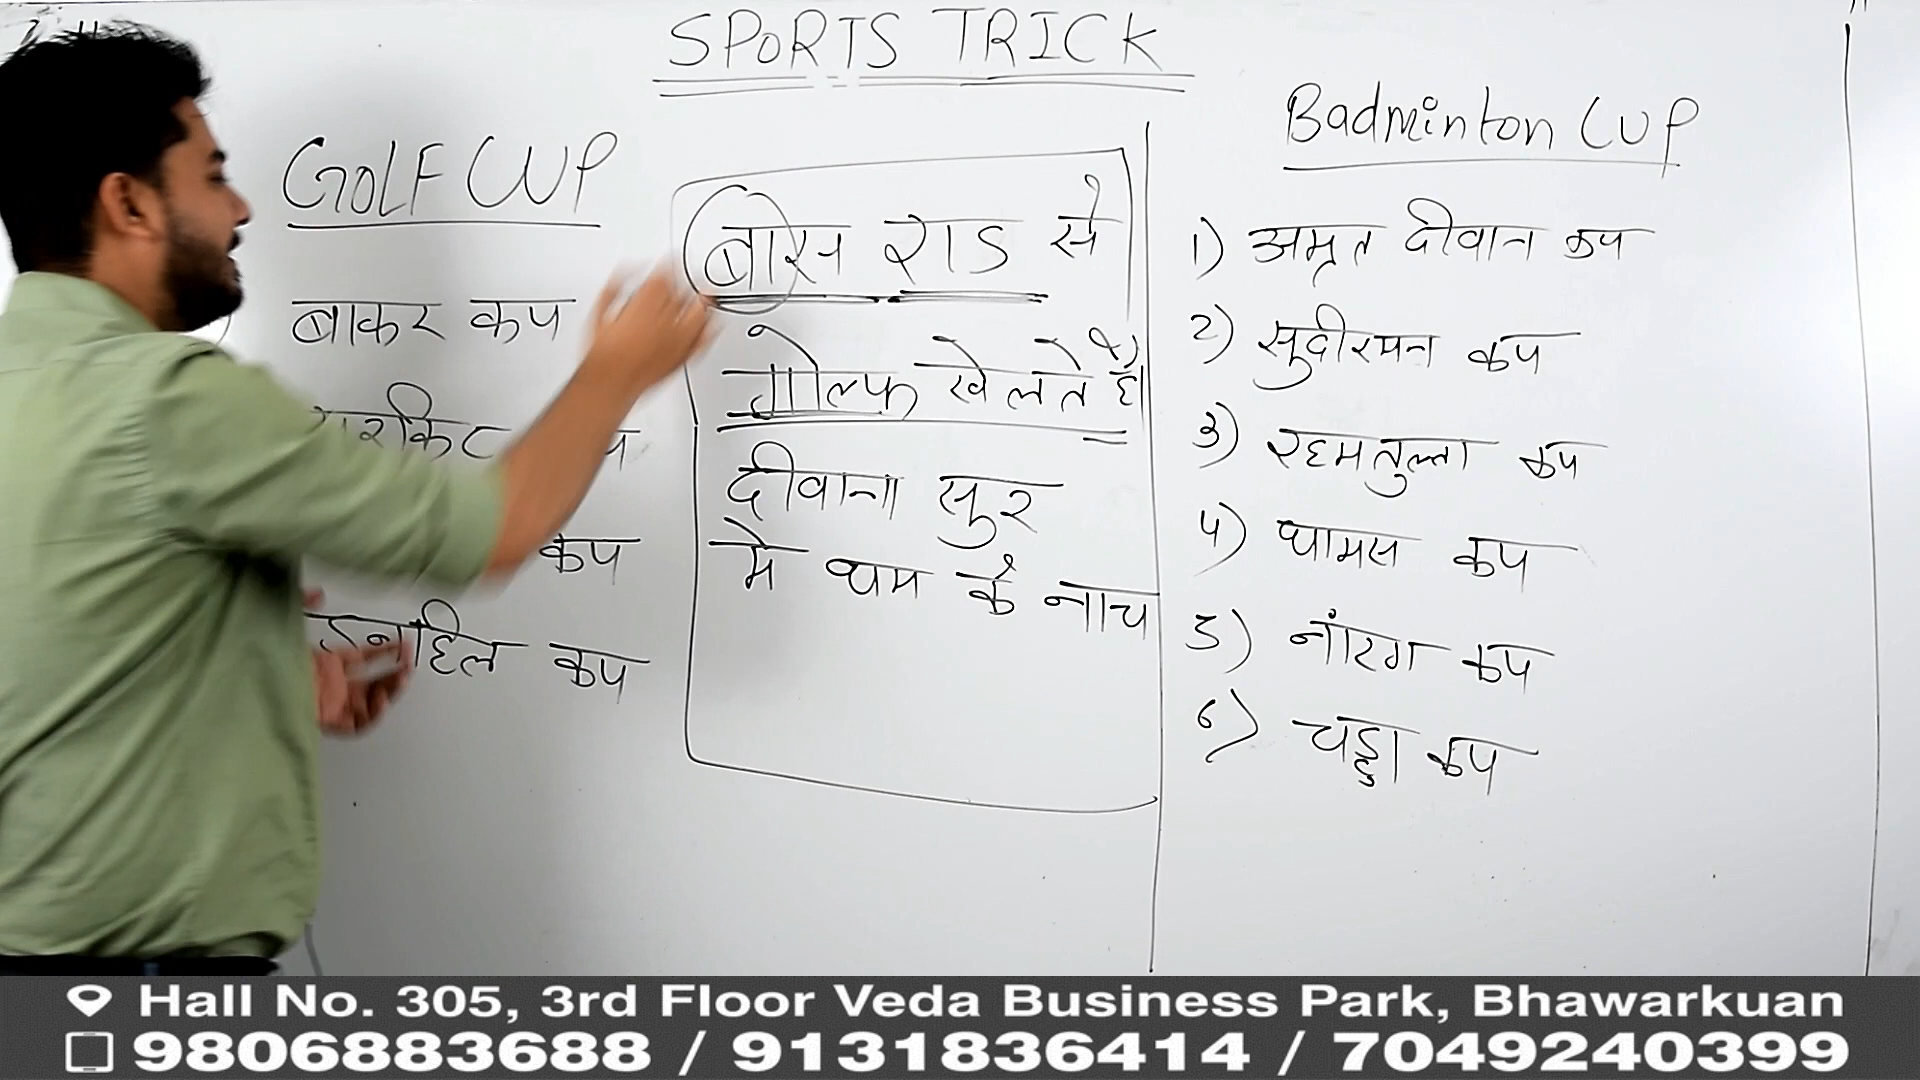 SPORTS TRICK
GOLF CUP
बाकर कप
कप
हिल कप
बास राड से
गोल्फ खेलते हैं।
दीवाना सुर
मे थम के नाच
Badminton CUP
1) अमृत दीवान कप
2) सुदीरमन कप
3) रहमतुल्ला कप
4) थामस कप
5) नांरग कप
6) चड्डा कप
Hall No. 305, 3rd Floor Veda Business Park, Bhawarkuan
9806883688 / 9131836414 / 7049240399